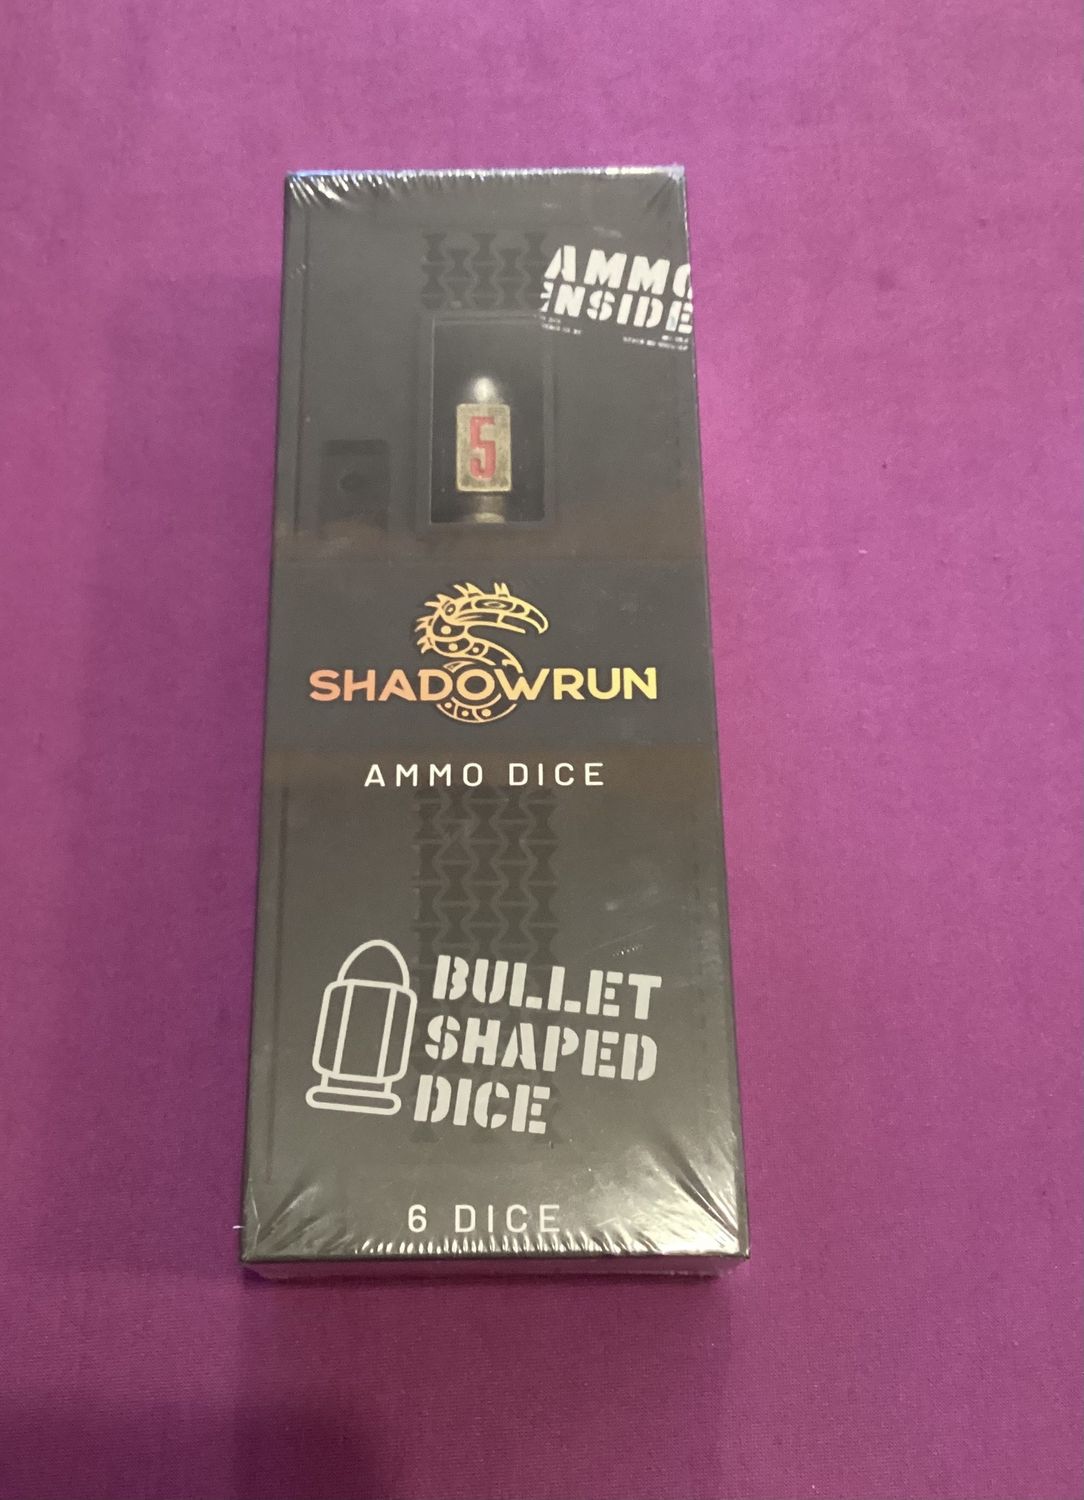 AMMO
INSIDE
5
SHADOWRUN
AMMO DICE
BULLET
SHAPED
DICE
6 DICE